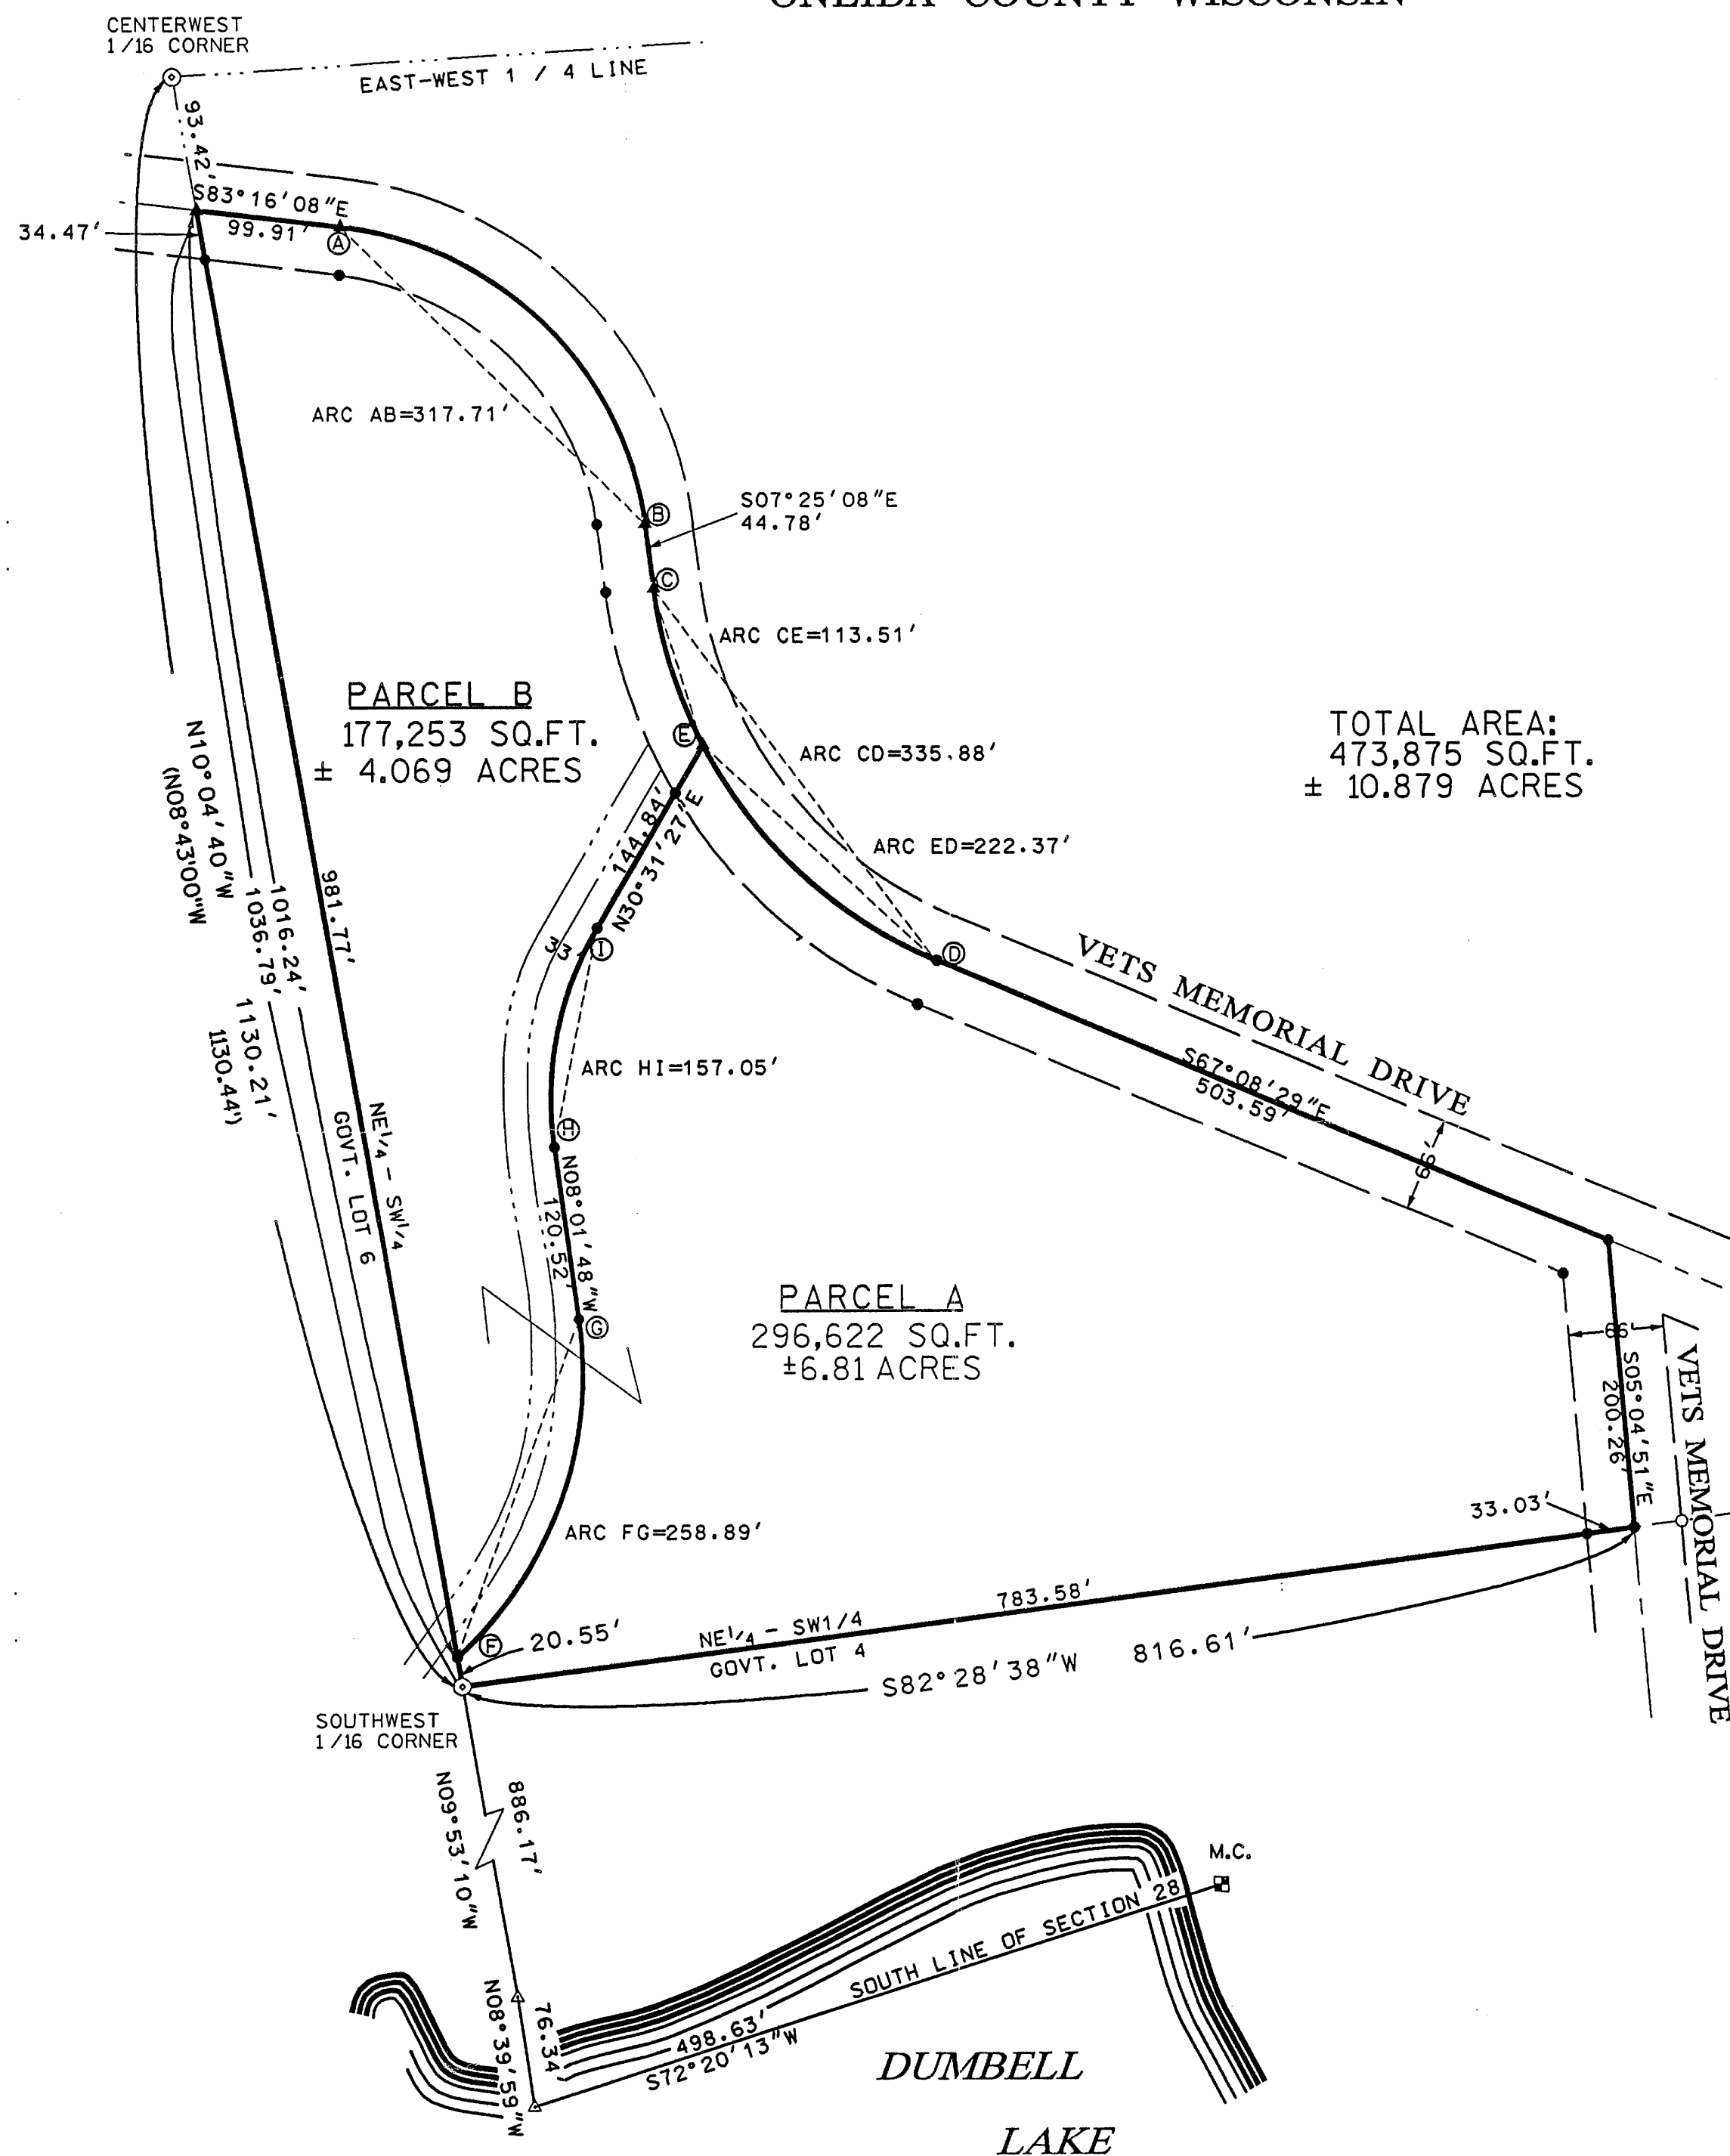 ONEIDA COUNTY WISCONSIN
CENTERWEST
1/16 CORNER
EAST-WEST 1 / 4 LINE
93.42'
S83°16'08"E
99.91'
34.47'
A
ARC AB=317.71'
S07°25'08"E
44.78'
B
C
ARC CE=113.51'
PARCEL B
177,253 SQ.FT.
± 4.069 ACRES
E
ARC CD=335.88'
TOTAL AREA:
473,875 SQ.FT.
± 10.879 ACRES
144.84'
N30°31'27"E
ARC ED=222.37'
N10°04'40"W
(N08°43'00"W
981.77'
1016.24'
1036.79'
1130.21'
1130.44')
33
I
D
VETS MEMORIAL DRIVE
S67°08'29"E
503.59'
66'
ARC HI=157.05'
H
NE1/4 - SW1/4
GOVT. LOT 6
N08°01'48"W
120.52'
G
PARCEL A
296,622 SQ.FT.
±6.81 ACRES
66'
S05°04'51"E
200.26'
VETS MEMORIAL DRIVE
33.03'
ARC FG=258.89'
783.58'
F
20.55'
NE1/4 - SW1/4
GOVT. LOT 4
S82°28'38"W 816.61'
SOUTHWEST
1/16 CORNER
886.17'
N09°53'10"W
M.C.
SOUTH LINE OF SECTION 28
N08°39'59"W
76.34
498.63'
S72°20'13"W
DUMBELL
LAKE